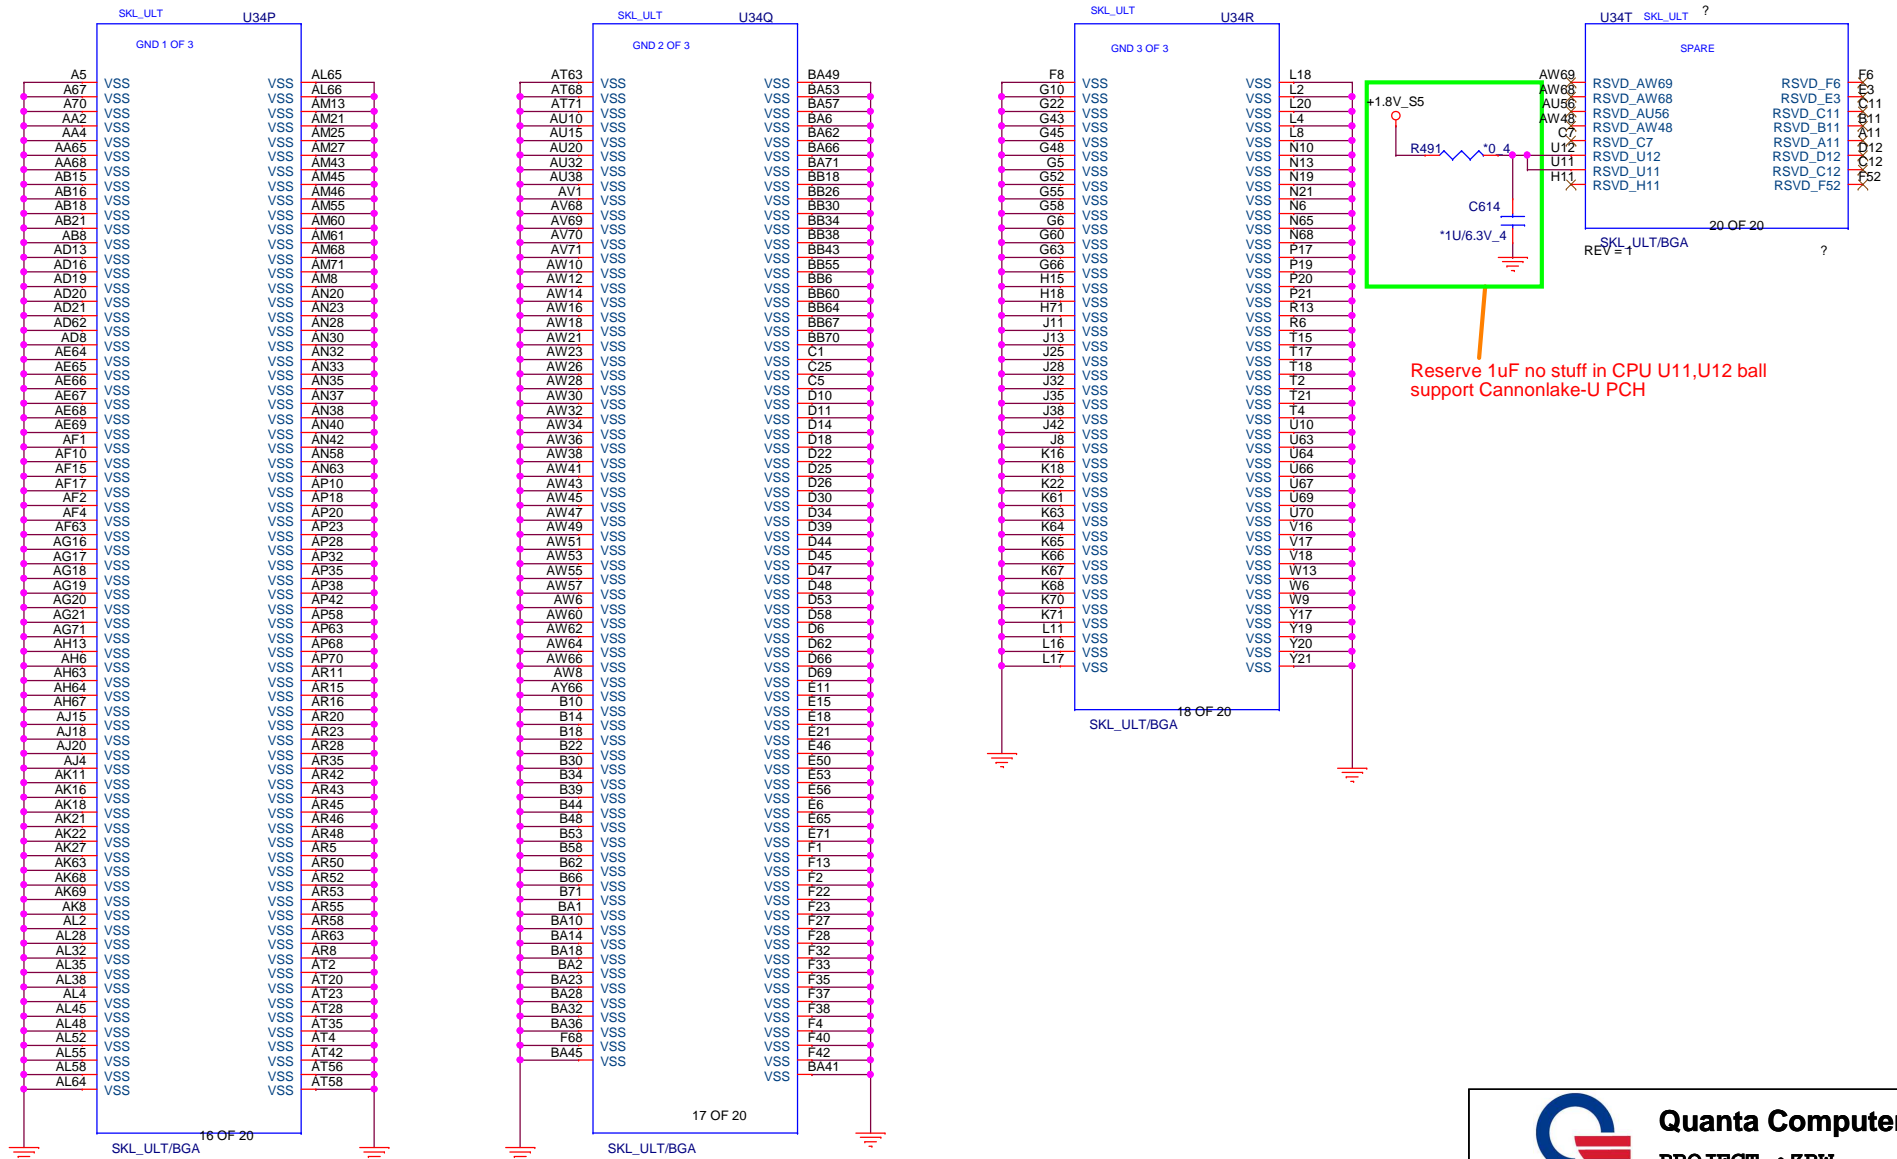 SKL_ULT U34P
GND 1 OF 3
A5 VSS VSS AL65
A67 VSS VSS AL66
A70 VSS VSS AM13
AA2 VSS VSS AM21
AA4 VSS VSS AM25
AA65 VSS VSS AM27
AA68 VSS VSS AM43
AB15 VSS VSS AM45
AB16 VSS VSS AM46
AB18 VSS VSS AM55
AB21 VSS VSS AM60
AB8 VSS VSS AM61
AD13 VSS VSS AM68
AD16 VSS VSS AM71
AD19 VSS VSS AM8
AD20 VSS VSS AN20
AD21 VSS VSS AN23
AD62 VSS VSS AN28
AD8 VSS VSS AN30
AE64 VSS VSS AN32
AE65 VSS VSS AN33
AE66 VSS VSS AN35
AE67 VSS VSS AN37
AE68 VSS VSS AN38
AE69 VSS VSS AN40
AF1 VSS VSS AN42
AF10 VSS VSS AN58
AF15 VSS VSS AN63
AF17 VSS VSS AP10
AF2 VSS VSS AP18
AF4 VSS VSS AP20
AF63 VSS VSS AP23
AG16 VSS VSS AP28
AG17 VSS VSS AP32
AG18 VSS VSS AP35
AG19 VSS VSS AP38
AG20 VSS VSS AP42
AG21 VSS VSS AP58
AG71 VSS VSS AP63
AH13 VSS VSS AP68
AH6 VSS VSS AP70
AH63 VSS VSS AR11
AH64 VSS VSS AR15
AH67 VSS VSS AR16
AJ15 VSS VSS AR20
AJ18 VSS VSS AR23
AJ20 VSS VSS AR28
AJ4 VSS VSS AR35
AK11 VSS VSS AR42
AK16 VSS VSS AR43
AK18 VSS VSS AR45
AK21 VSS VSS AR46
AK22 VSS VSS AR48
AK27 VSS VSS AR5
AK63 VSS VSS AR50
AK68 VSS VSS AR52
AK69 VSS VSS AR53
AK8 VSS VSS AR55
AL2 VSS VSS AR58
AL28 VSS VSS AR63
AL32 VSS VSS AR8
AL35 VSS VSS AT2
AL38 VSS VSS AT20
AL4 VSS VSS AT23
AL45 VSS VSS AT28
AL48 VSS VSS AT35
AL52 VSS VSS AT4
AL55 VSS VSS AT42
AL58 VSS VSS AT56
AL64 VSS VSS AT58
16 OF 20
SKL_ULT/BGA
SKL_ULT U34Q
GND 2 OF 3
AT63 VSS VSS BA49
AT68 VSS VSS BA53
AT71 VSS VSS BA57
AU10 VSS VSS BA6
AU15 VSS VSS BA62
AU20 VSS VSS BA66
AU32 VSS VSS BA71
AU38 VSS VSS BB18
AV1 VSS VSS BB26
AV68 VSS VSS BB30
AV69 VSS VSS BB34
AV70 VSS VSS BB38
AV71 VSS VSS BB43
AW10 VSS VSS BB55
AW12 VSS VSS BB6
AW14 VSS VSS BB60
AW16 VSS VSS BB64
AW18 VSS VSS BB67
AW21 VSS VSS BB70
AW23 VSS VSS C1
AW26 VSS VSS C25
AW28 VSS VSS C5
AW30 VSS VSS D10
AW32 VSS VSS D11
AW34 VSS VSS D14
AW36 VSS VSS D18
AW38 VSS VSS D22
AW41 VSS VSS D25
AW43 VSS VSS D26
AW45 VSS VSS D30
AW47 VSS VSS D34
AW49 VSS VSS D39
AW51 VSS VSS D44
AW53 VSS VSS D45
AW55 VSS VSS D47
AW57 VSS VSS D48
AW6 VSS VSS D53
AW60 VSS VSS D58
AW62 VSS VSS D6
AW64 VSS VSS D62
AW66 VSS VSS D66
AW8 VSS VSS D69
AY66 VSS VSS E11
B10 VSS VSS E15
B14 VSS VSS E18
B18 VSS VSS E21
B22 VSS VSS E46
B30 VSS VSS E50
B34 VSS VSS E53
B39 VSS VSS E56
B44 VSS VSS E6
B48 VSS VSS E65
B53 VSS VSS E71
B58 VSS VSS F1
B62 VSS VSS F13
B66 VSS VSS F2
B71 VSS VSS F22
BA1 VSS VSS F23
BA10 VSS VSS F27
BA14 VSS VSS F28
BA18 VSS VSS F32
BA2 VSS VSS F33
BA23 VSS VSS F35
BA28 VSS VSS F37
BA32 VSS VSS F38
BA36 VSS VSS F4
F68 VSS VSS F40
BA45 VSS VSS F42
VSS BA41
17 OF 20
SKL_ULT/BGA
SKL_ULT U34R
GND 3 OF 3
F8 VSS VSS L18
G10 VSS VSS L2
G22 VSS VSS L20
G43 VSS VSS L4
G45 VSS VSS L8
G48 VSS VSS N10
G5 VSS VSS N13
G52 VSS VSS N19
G55 VSS VSS N21
G58 VSS VSS N6
G6 VSS VSS N65
G60 VSS VSS N68
G63 VSS VSS P17
G66 VSS VSS P19
H15 VSS VSS P20
H18 VSS VSS P21
H71 VSS VSS R13
J11 VSS VSS R6
J13 VSS VSS T15
J25 VSS VSS T17
J28 VSS VSS T18
J32 VSS VSS T2
J35 VSS VSS T21
J38 VSS VSS T4
J42 VSS VSS U10
J8 VSS VSS U63
K16 VSS VSS U64
K18 VSS VSS U66
K22 VSS VSS U67
K61 VSS VSS U69
K63 VSS VSS U70
K64 VSS VSS V16
K65 VSS VSS V17
K66 VSS VSS V18
K67 VSS VSS W13
K68 VSS VSS W6
K70 VSS VSS W9
K71 VSS VSS Y17
L11 VSS VSS Y19
L16 VSS VSS Y20
L17 VSS VSS Y21
18 OF 20
SKL_ULT/BGA
U34T SKL_ULT ?
SPARE
AW69 RSVD_AW69 RSVD_F6 F6
AW68 RSVD_AW68 RSVD_E3 E3
AU56 RSVD_AU56 RSVD_C11 C11
AW48 RSVD_AW48 RSVD_B11 B11
C7 RSVD_C7 RSVD_A11 A11
U12 RSVD_U12 RSVD_D12 D12
U11 RSVD_U11 RSVD_C12 C12
H11 RSVD_H11 RSVD_F52 F52
20 OF 20
SKL_ULT/BGA
REV = 1 ?
+1.8V_S5
R491 *0_4
C614
*1U/6.3V_4
Reserve 1uF no stuff in CPU U11,U12 ball
support Cannonlake-U PCH
Quanta Computer